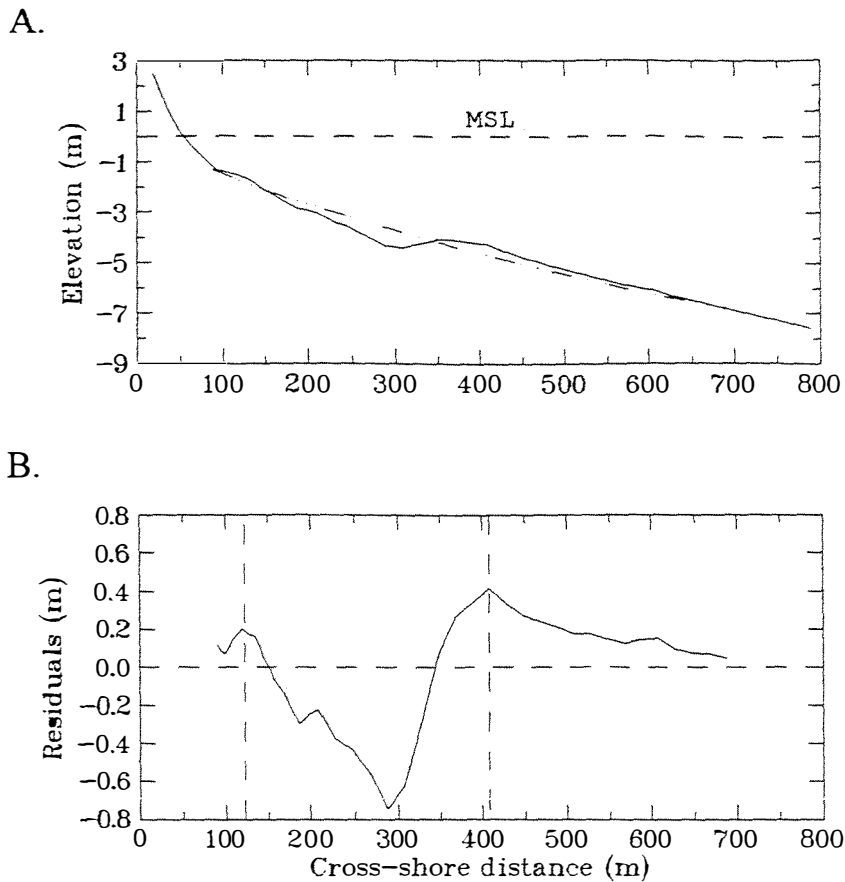 A.
3
1
-1
-3
-5
-7
-9
Elevation (m)
MSL
0 100 200 300 400 500 600 700 800
B.
0.8
0.6
0.4
0.2
0.0
-0.2
-0.4
-0.6
-0.8
Residuals (m)
0 100 200 300 400 500 600 700 800
Cross-shore distance (m)